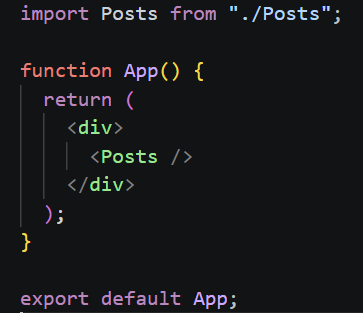 import Posts from "./Posts";

function App() {
  return (
    <div>
      <Posts />
    </div>
  );
}

export default App;